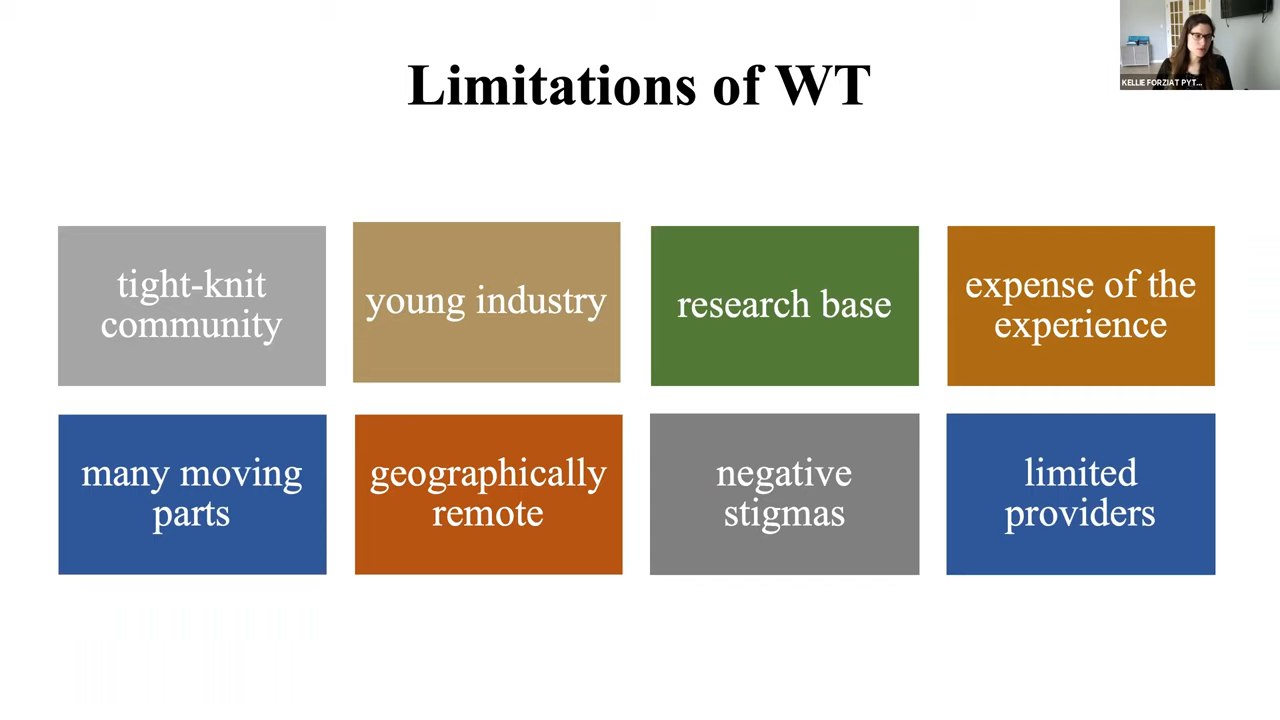 Limitations of WT
KELLIE FORZIAT PYT...
tight-knit
community
young industry
research base
expense of the
experience
many moving
parts
geographically
remote
negative
stigmas
limited
providers